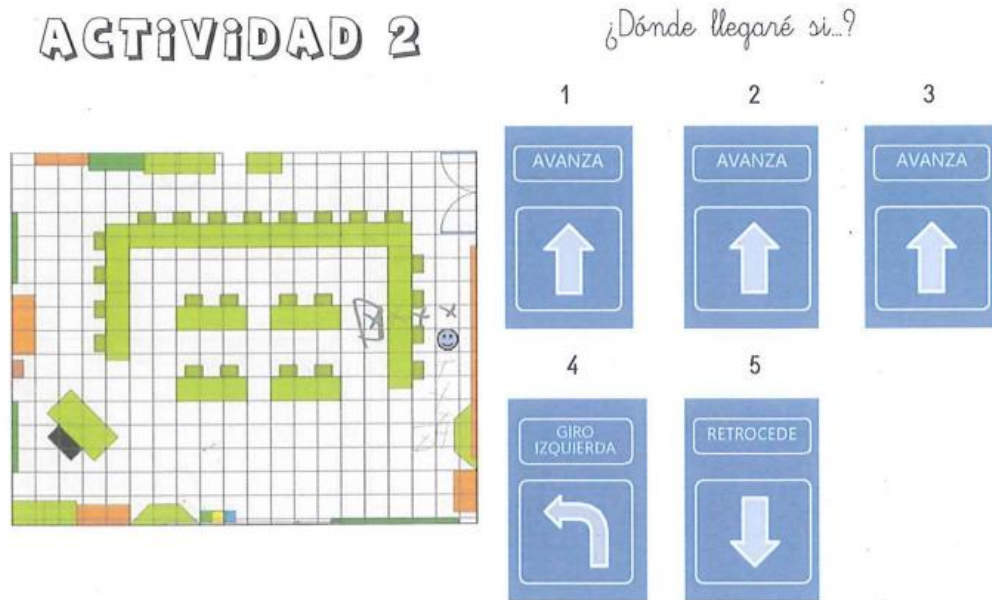 ACTiViDAD 2
¿Dónde llegaré si...?
1
2
3
AVANZA
AVANZA
AVANZA
4
5
GIRO
IZQUIERDA
RETROCEDE